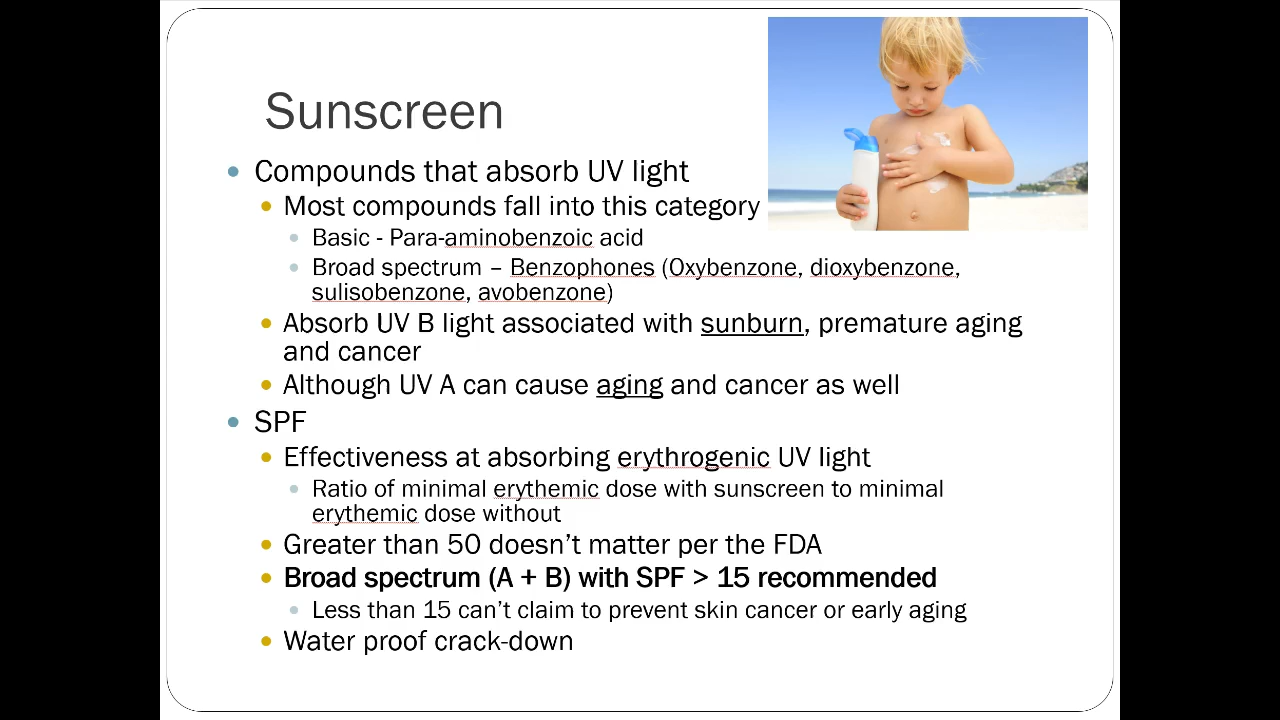 Sunscreen
Compounds that absorb UV light
Most compounds fall into this category
Basic - Para-aminobenzoic acid
Broad spectrum – Benzophones (Oxybenzone, dioxybenzone,
sulisobenzone, avobenzone)
Absorb UV B light associated with sunburn, premature aging
and cancer
Although UV A can cause aging and cancer as well
SPF
Effectiveness at absorbing erythrogenic UV light
Ratio of minimal erythemic dose with sunscreen to minimal
erythemic dose without
Greater than 50 doesn’t matter per the FDA
Broad spectrum (A + B) with SPF > 15 recommended
Less than 15 can’t claim to prevent skin cancer or early aging
Water proof crack-down